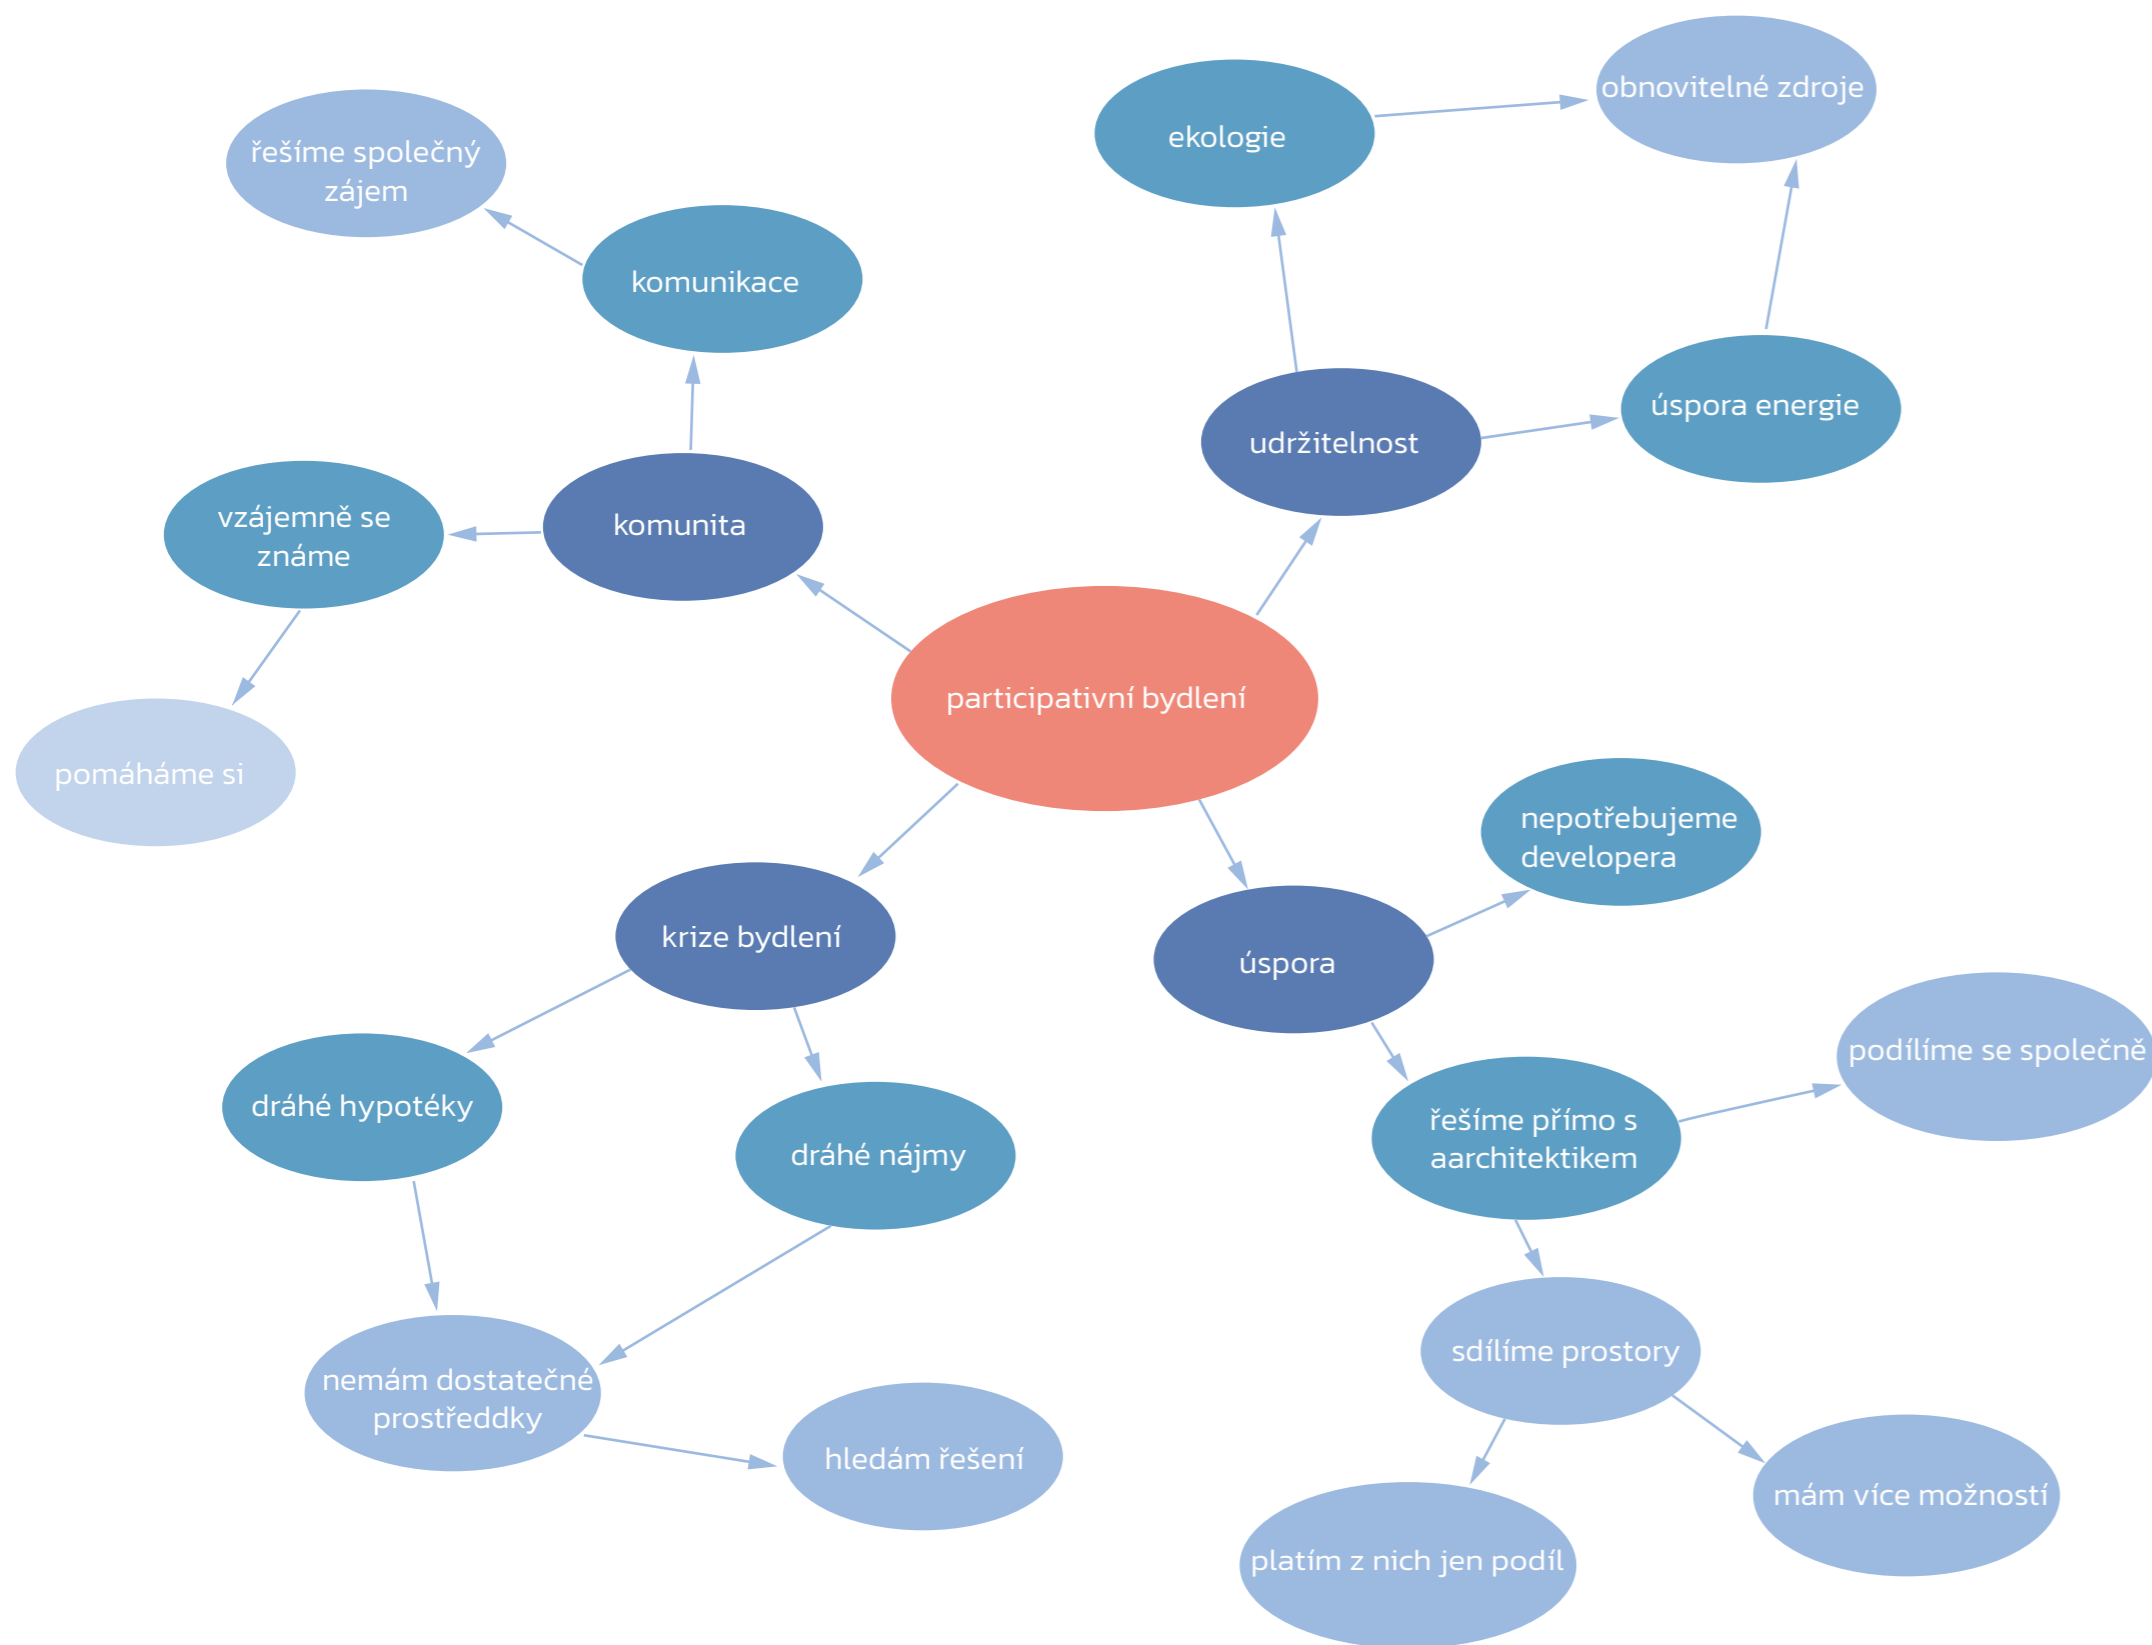 obnovitelné zdroje
ekologie
řešíme společný
zájem
komunikace
úspora energie
udržitelnost
vzájemně se
známe
komunita
participativní bydlení
pomáháme si
nepotřebujeme
developera
krize bydlení
úspora
podílíme se společně
dráhé hypotéky
řešíme přímo s
aarchitektikem
dráhé nájmy
sdílíme prostory
nemám dostatečné
prostředdky
hledám řešení
mám více možností
platím z nich jen podíl